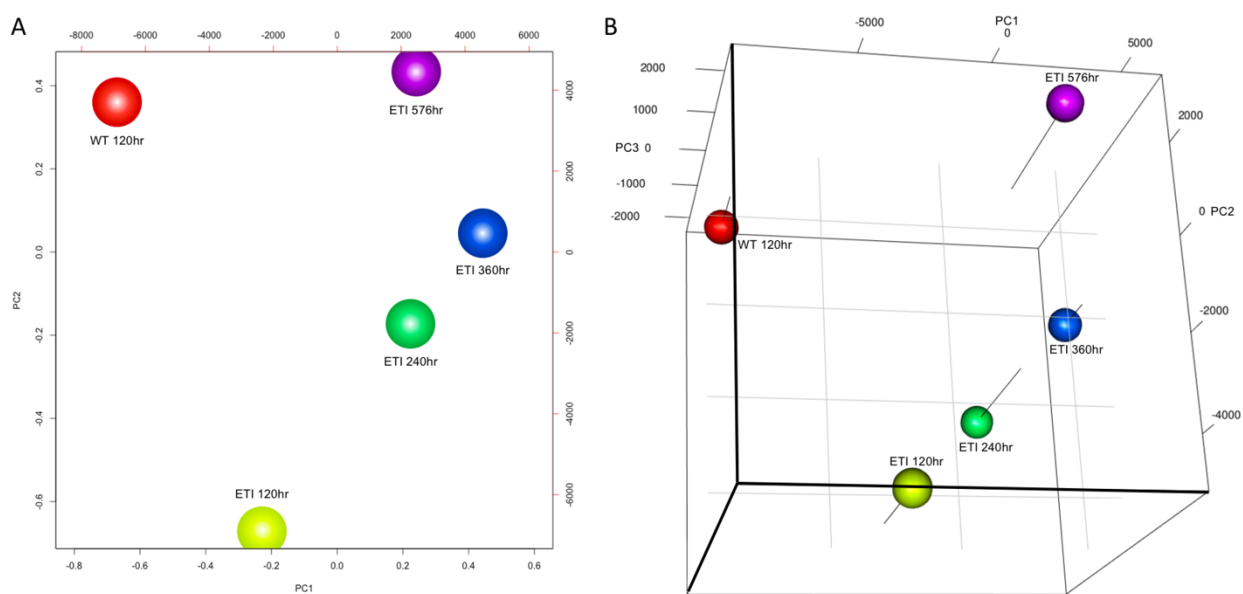 A
-8000 -6000 -4000 -2000 0 2000 4000 6000
0.4 0.2 0.0 -0.2 -0.4 -0.6
PC2
WT 120hr
ETI 576hr
ETI 360hr
ETI 240hr
ETI 120hr
4000 2000 0 -2000 -4000 -6000
-0.8 -0.6 -0.4 -0.2 0.0 0.2 0.4 0.6
PC1
B
PC1
-5000 0 5000
2000
1000
PC3 0
-1000
-2000
ETI 576hr
2000
0 PC2
-2000
-4000
WT 120hr
ETI 360hr
ETI 240hr
ETI 120hr